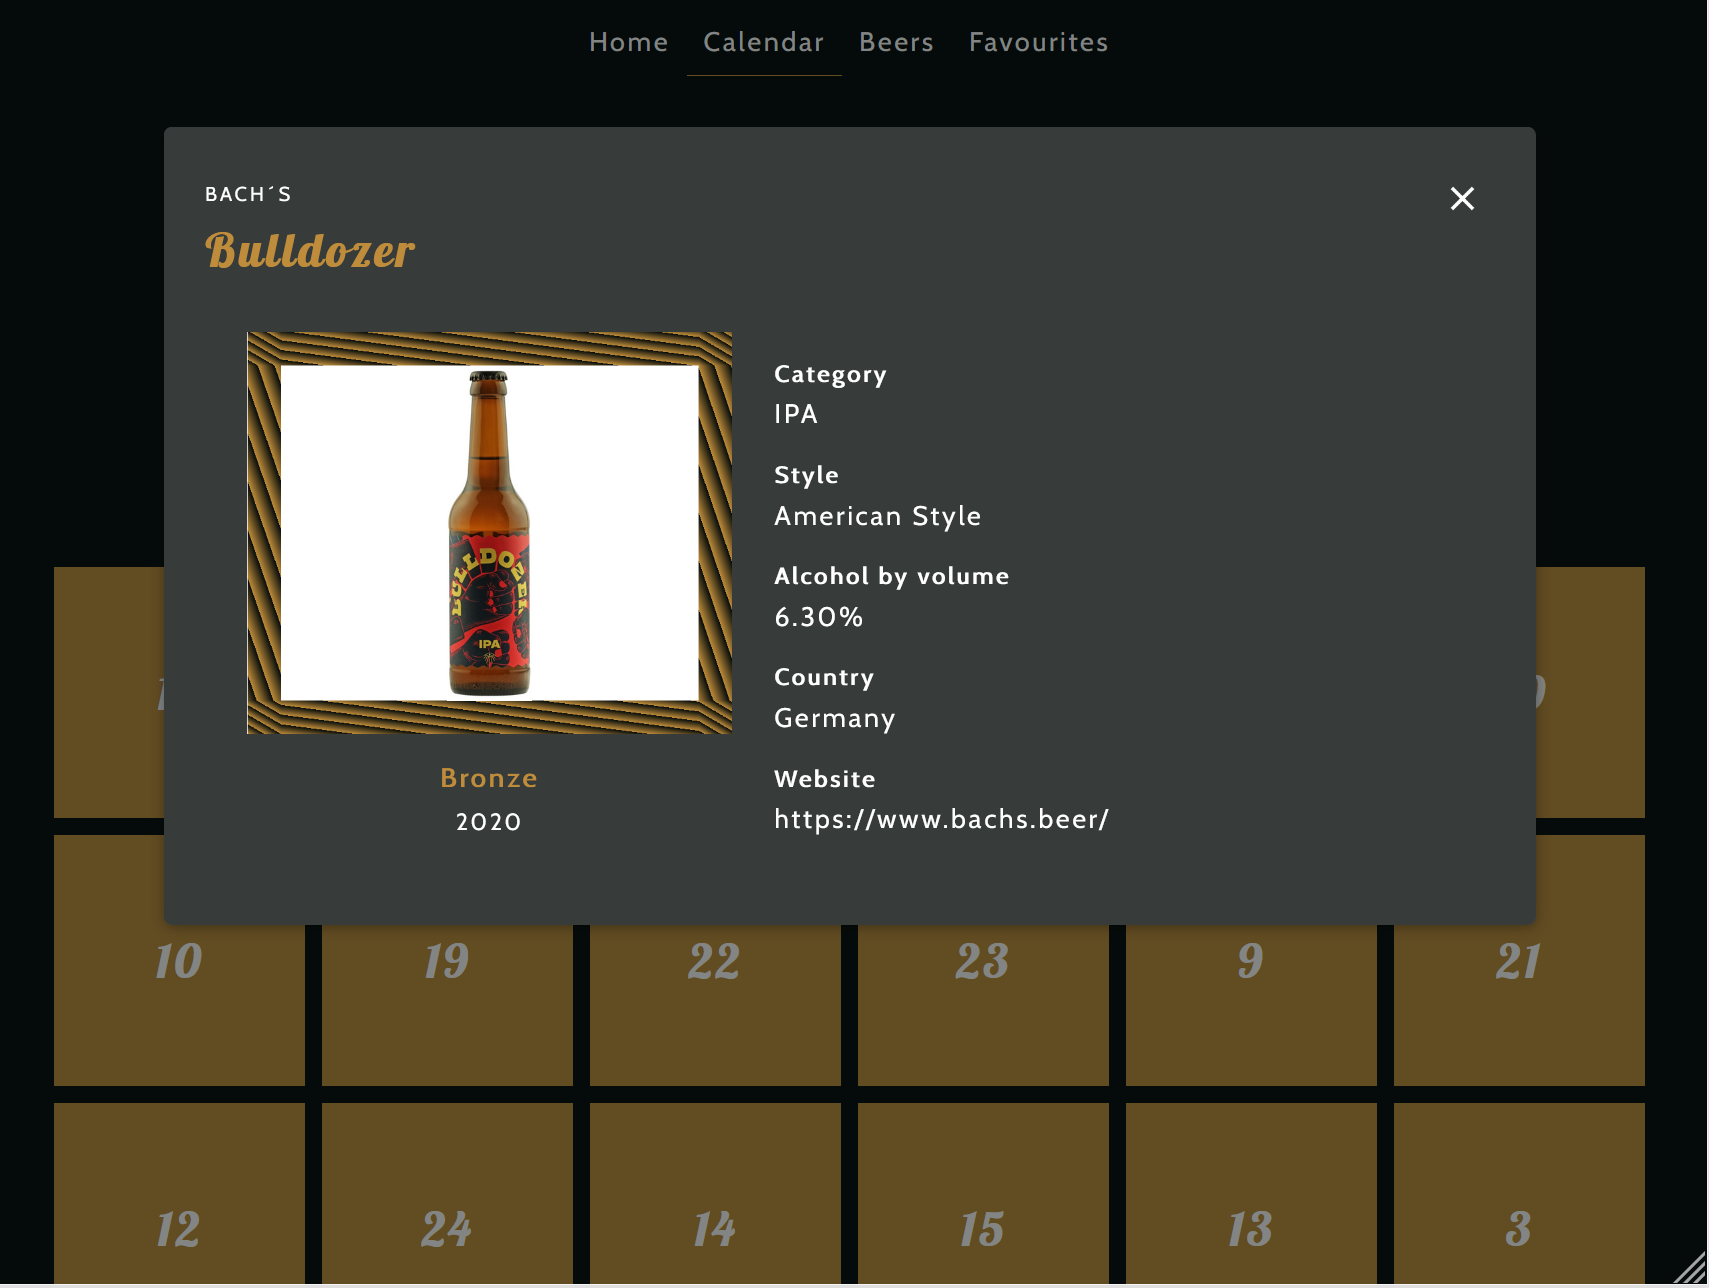 Home Calendar Beers Favourites
BACH´S
Bulldozer
BULLDOZER
IPA
Bronze
2020
Category
IPA
Style
American Style
Alcohol by volume
6.30%
Country
Germany
Website
https://www.bachs.beer/
10 19 22 23 9 21
12 24 14 15 13 3